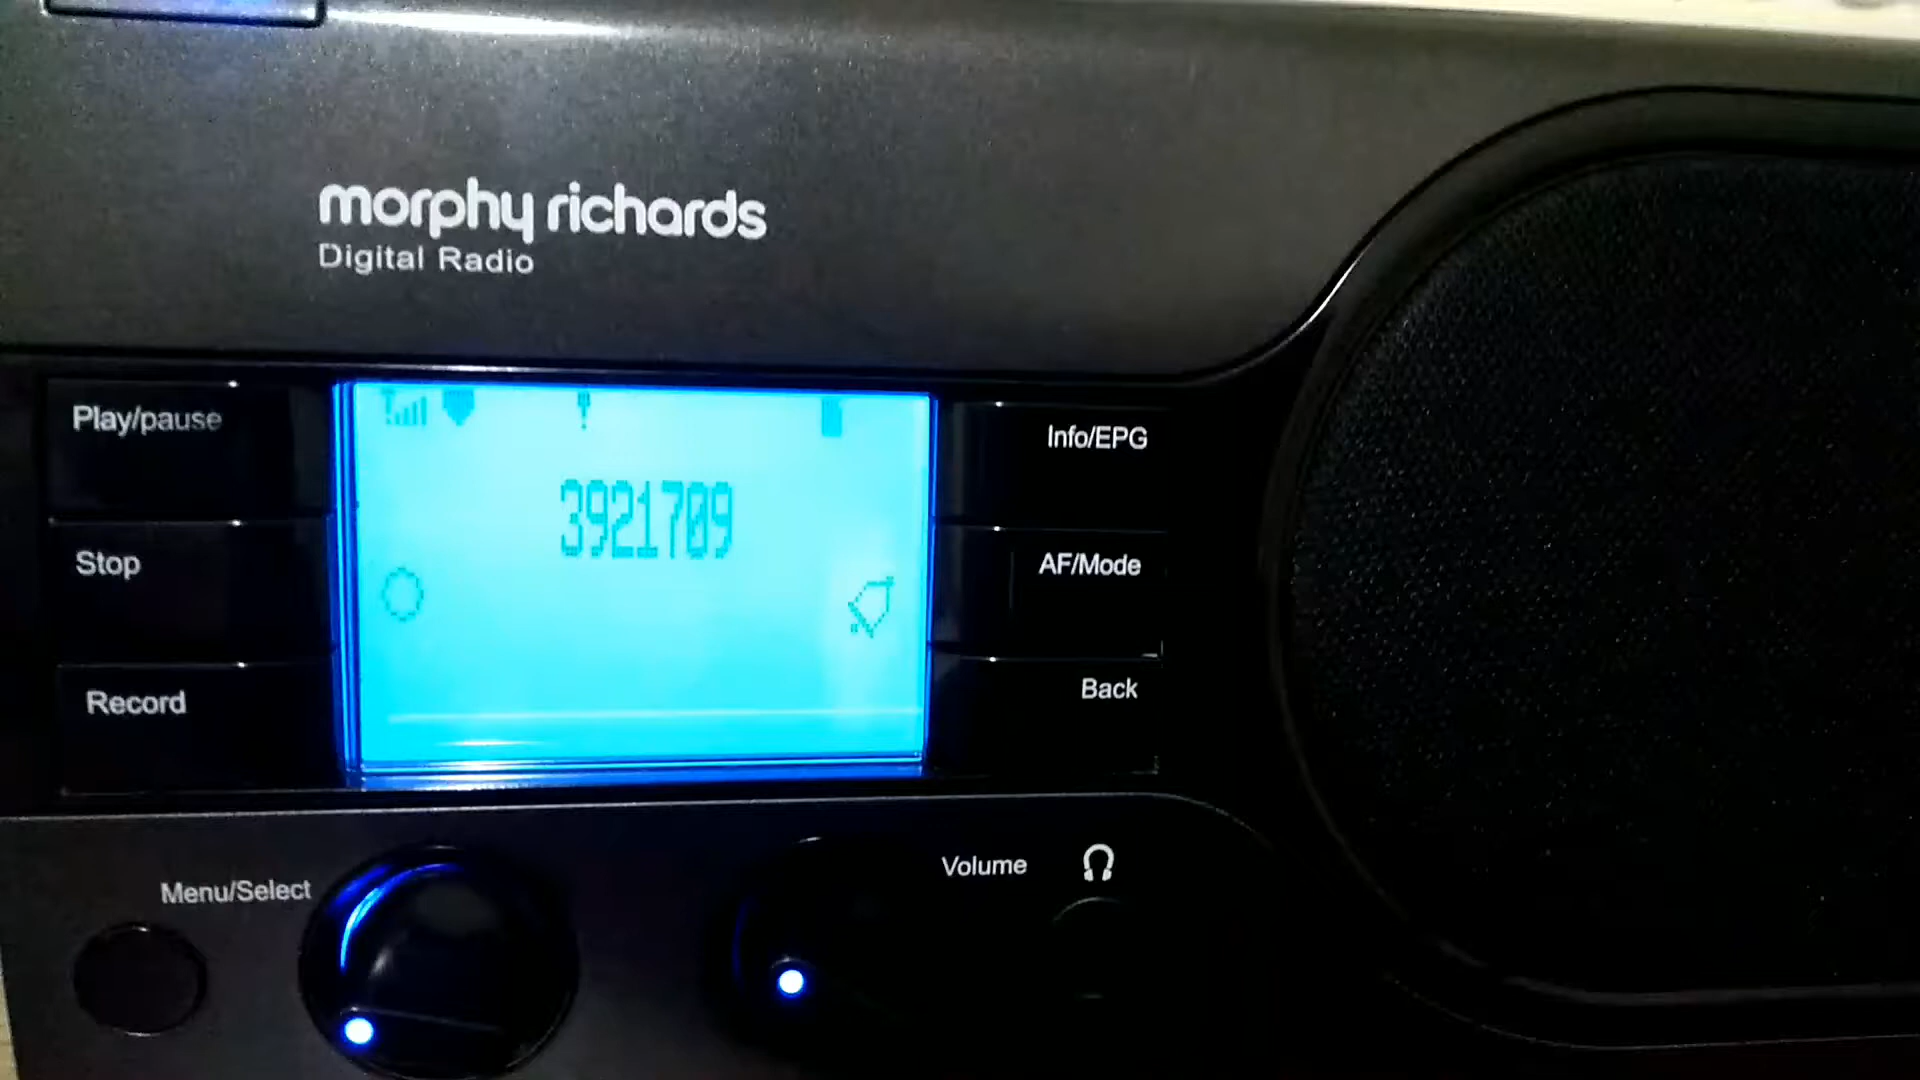 morphy richards
Digital Radio
Play/pause
Stop
Record
3921709
Info/EPG
AF/Mode
Back
Menu/Select
Volume